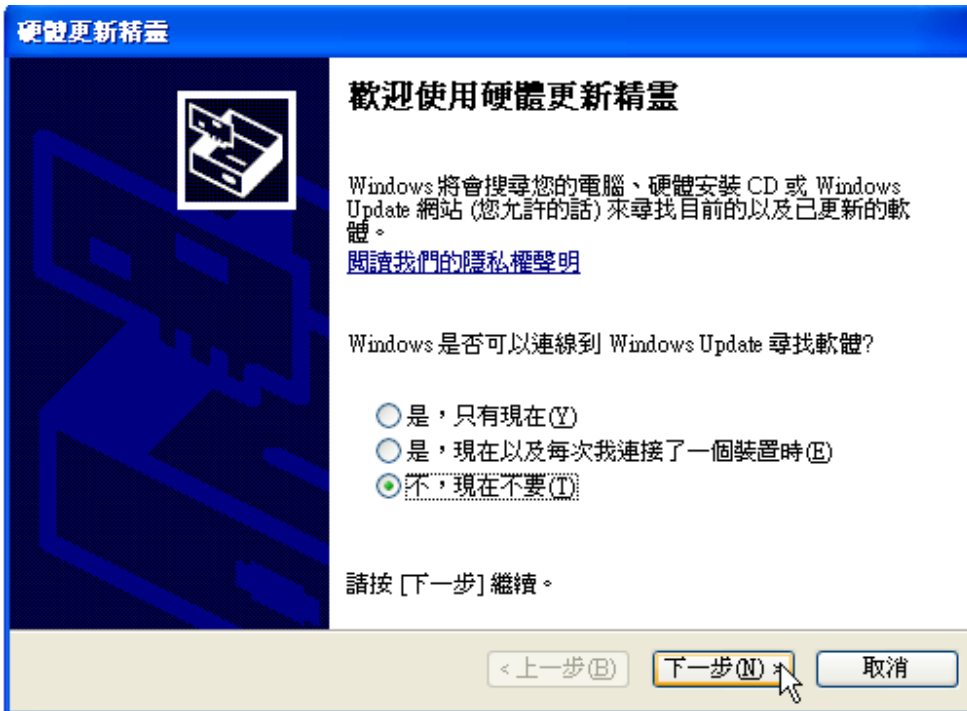 硬體更新精靈
歡迎使用硬體更新精靈
Windows 將會搜尋您的電腦、硬體安裝 CD 或 Windows
Update 網站 (您允許的話) 來尋找目前的以及已更新的軟
體。
閱讀我們的隱私權聲明
Windows 是否可以連線到 Windows Update 尋找軟體?
是，只有現在(Y)
是，現在以及每次我連接了一個裝置時(E)
不，現在不要(T)
請按 [下一步] 繼續。
< 上一步(B)
下一步(N) >
取消